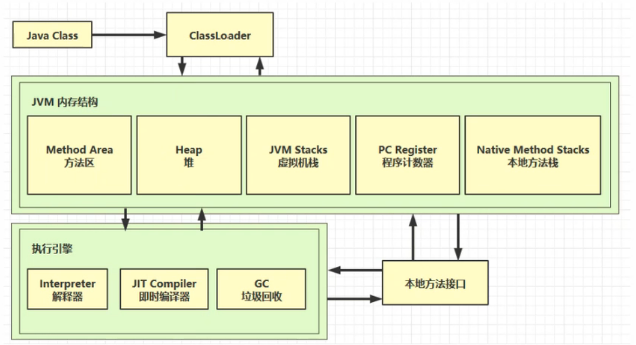 Java Class
ClassLoader
JVM 内存结构
Method Area
方法区
Heap
堆
JVM Stacks
虚拟机栈
PC Register
程序计数器
Native Method Stacks
本地方法栈
执行引擎
Interpreter
解释器
JIT Compiler
即时编译器
GC
垃圾回收
本地方法接口